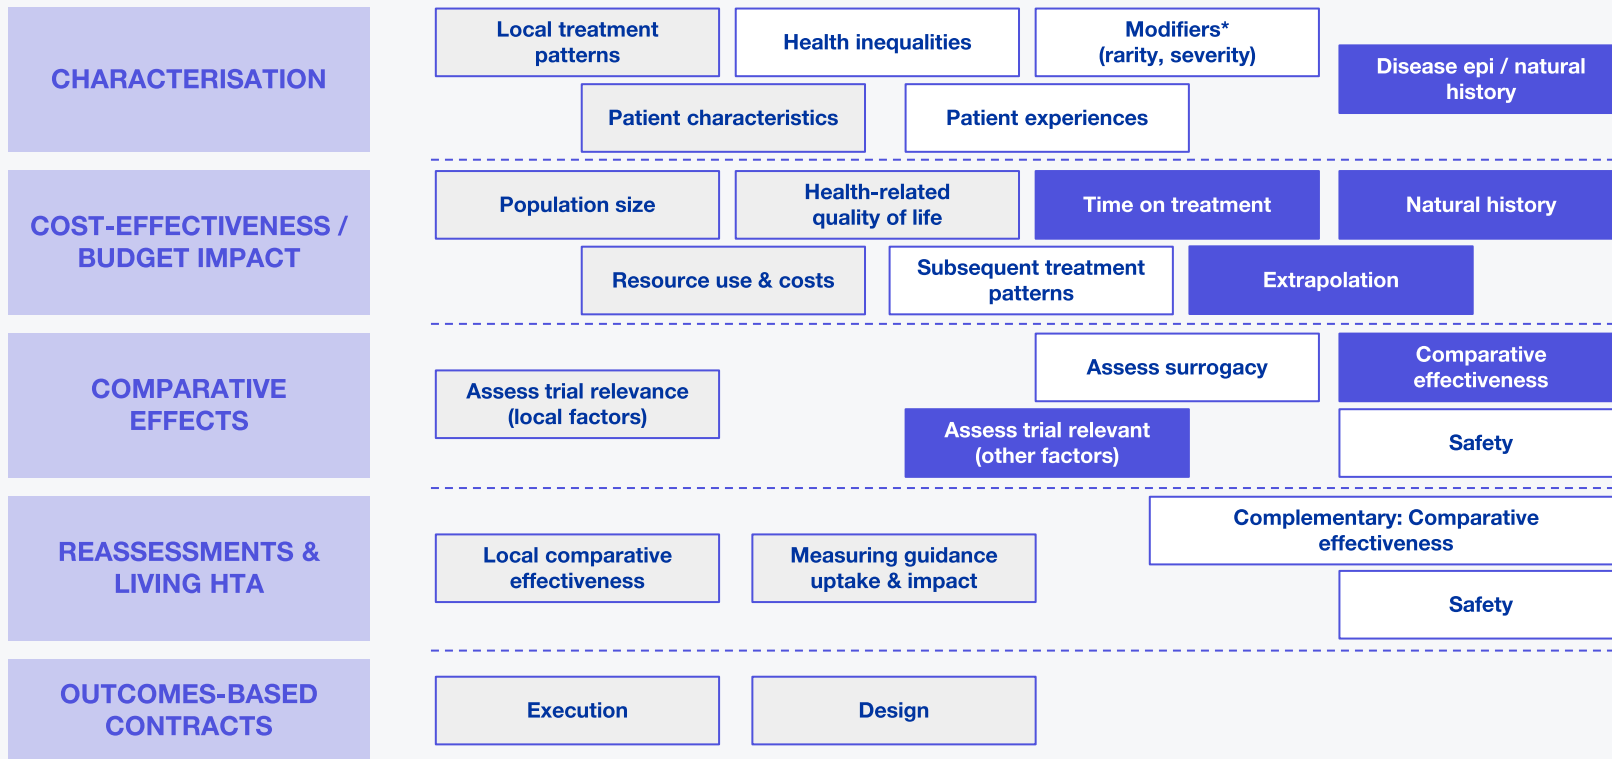 CHARACTERISATION
Local treatment
patterns
Health inequalities
Modifiers*
(rarity, severity)
Disease epi / natural
history
Patient characteristics
Patient experiences
COST-EFFECTIVENESS /
BUDGET IMPACT
Population size
Health-related
quality of life
Time on treatment
Natural history
Resource use & costs
Subsequent treatment
patterns
Extrapolation
COMPARATIVE
EFFECTS
Assess trial relevance
(local factors)
Assess surrogacy
Comparative
effectiveness
Assess trial relevant
(other factors)
Safety
REASSESSMENTS &
LIVING HTA
Local comparative
effectiveness
Measuring guidance
uptake & impact
Complementary: Comparative
effectiveness
Safety
OUTCOMES-BASED
CONTRACTS
Execution
Design